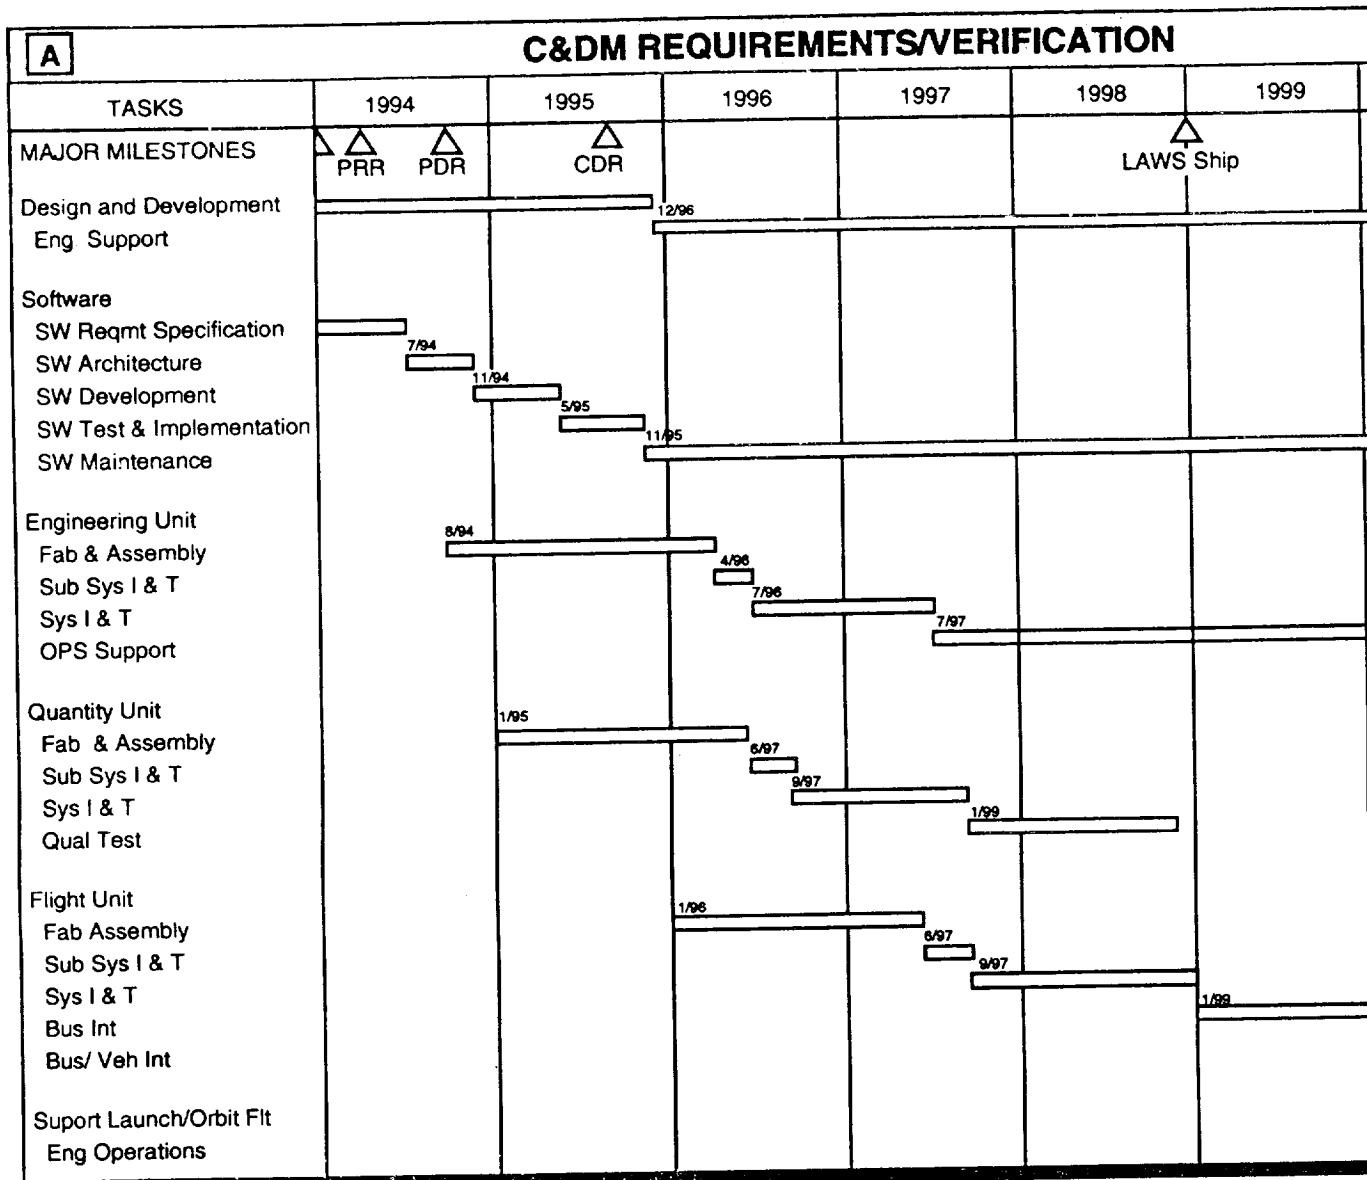 A
C&DM REQUIREMENTS/VERIFICATION
TASKS 1994 1995 1996 1997 1998 1999
MAJOR MILESTONES PRR PDR CDR LAWS Ship
Design and Development
12/96
Eng. Support
Software
SW Reqmt Specification
7/94
SW Architecture
11/94
SW Development
5/95
SW Test & Implementation
11/95
SW Maintenance
Engineering Unit
8/94
Fab & Assembly
4/96
Sub Sys I & T
7/96
Sys I & T
7/97
OPS Support
Quantity Unit
1/95
Fab & Assembly
6/97
Sub Sys I & T
9/97
Sys I & T
1/99
Qual Test
Flight Unit
1/96
Fab Assembly
6/97
Sub Sys I & T
9/97
Sys I & T
1/99
Bus Int
Bus/ Veh Int
Suport Launch/Orbit Flt
Eng Operations